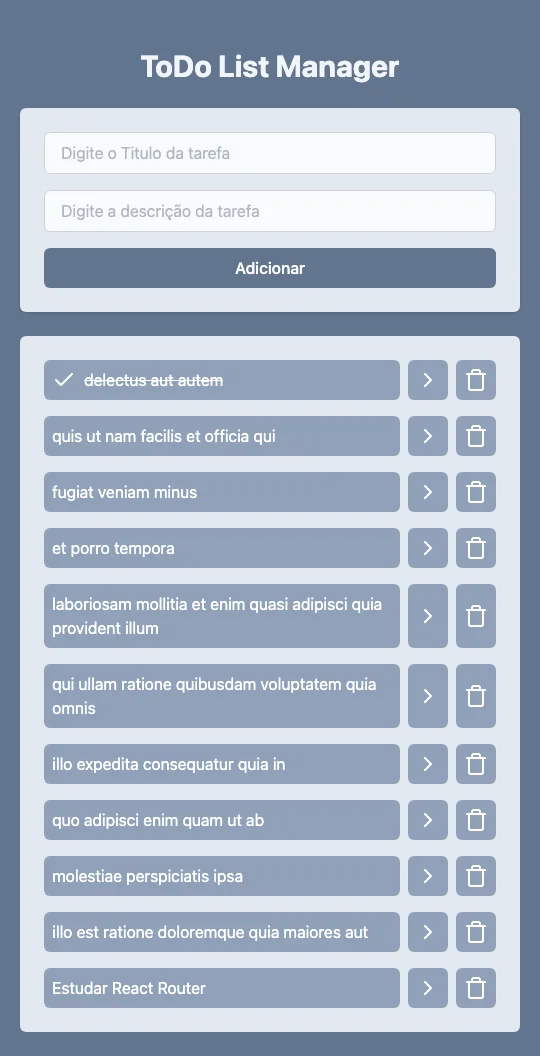 ToDo List Manager
Digite o Titulo da tarefa
Digite a descrição da tarefa
Adicionar
delectus aut autem
quis ut nam facilis et officia qui
fugiat veniam minus
et porro tempora
laboriosam mollitia et enim quasi adipisci quia
provident illum
qui ullam ratione quibusdam voluptatem quia
omnis
illo expedita consequatur quia in
quo adipisci enim quam ut ab
molestiae perspiciatis ipsa
illo est ratione doloremque quia maiores aut
Estudar React Router